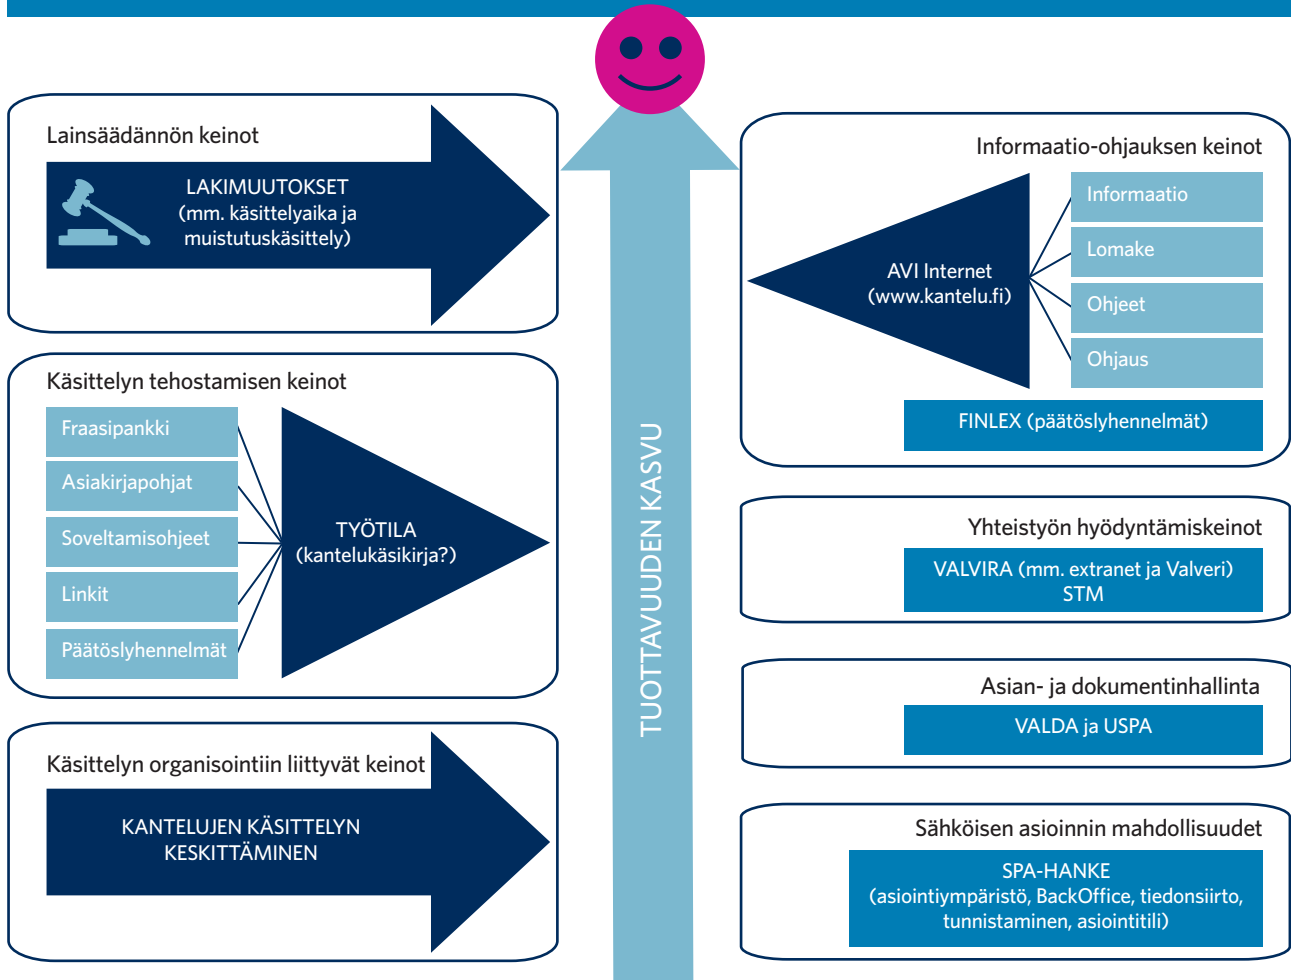 Lainsäädännön keinot
LAKIMUUTOKSET
(mm. käsittelyaika ja
muistutuskäsittely)
Käsittelyn tehostamisen keinot
Fraasipankki
Asiakirjapohjat
Soveltamisohjeet
Linkit
Päätöslyhennelmät
TYÖTILA
(kantelukäsikirja?)
Käsittelyn organisointiin liittyvät keinot
KANTELUJEN KÄSITTELYN
KESKITTÄMINEN
TUOTTAVUUDEN KASVU
Informaatio-ohjauksen keinot
AVI Internet
(www.kantelu.fi)
Informaatio
Lomake
Ohjeet
Ohjaus
FINLEX (päätöslyhennelmät)
Yhteistyön hyödyntämiskeinot
VALVIRA (mm. extranet ja Valveri)
STM
Asian- ja dokumentinhallinta
VALDA ja USPA
Sähköisen asioinnin mahdollisuudet
SPA-HANKE
(asiointiympäristö, BackOffice, tiedonsiirto,
tunnistaminen, asiointitili)